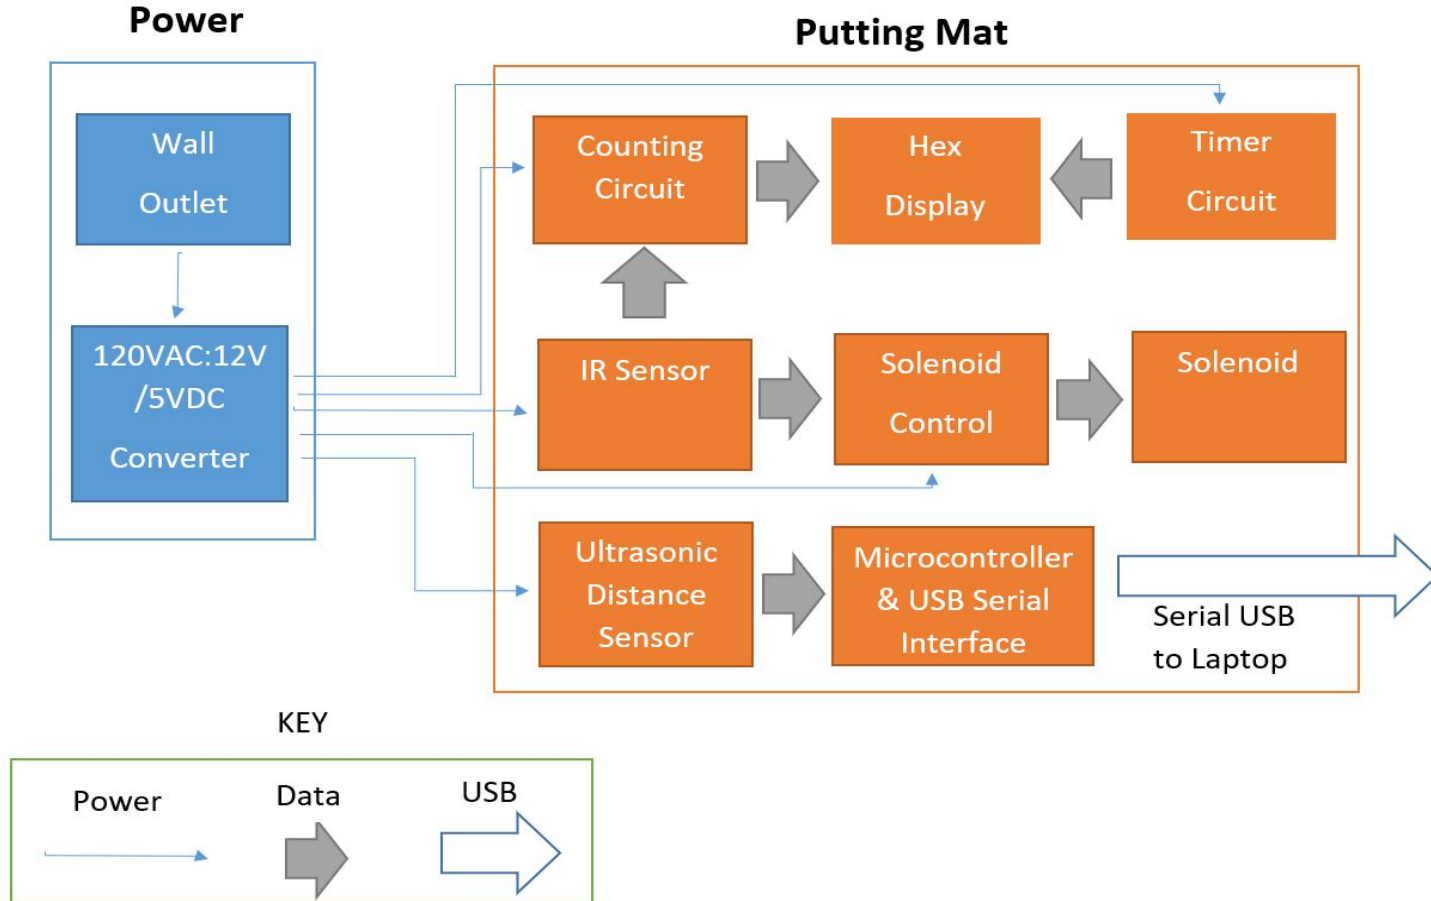 Power
Putting Mat
Wall
Outlet
120VAC:12V
/5VDC
Converter
Counting
Circuit
Hex
Display
Timer
Circuit
IR Sensor
Solenoid
Control
Solenoid
Ultrasonic
Distance
Sensor
Microcontroller
& USB Serial
Interface
Serial USB
to Laptop
KEY
Power
Data
USB